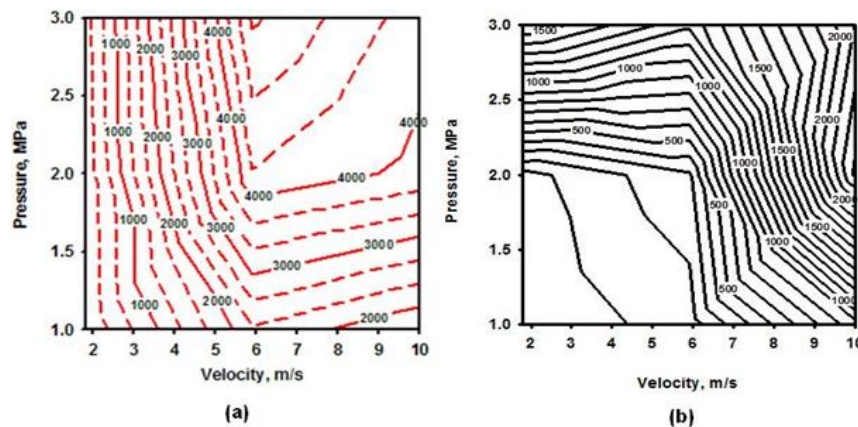 3.0
2.5
2.0
1.5
1.0
Pressure, MPa
2 3 4 5 6 7 8 9 10
Velocity, m/s
1000 2000 3000 4000
1000 2000 3000 4000
4000
4000 4000
1000 2000 3000 3000
1000 2000 2000
(a)
3.0
2.5
2.0
1.5
1.0
Pressure, MPa
2 3 4 5 6 7 8 9 10
Velocity, m/s
1500 2000
1000 1000 1500
2000
500 500 1500
1000 2000
500 1500
1000
500 1000
(b)